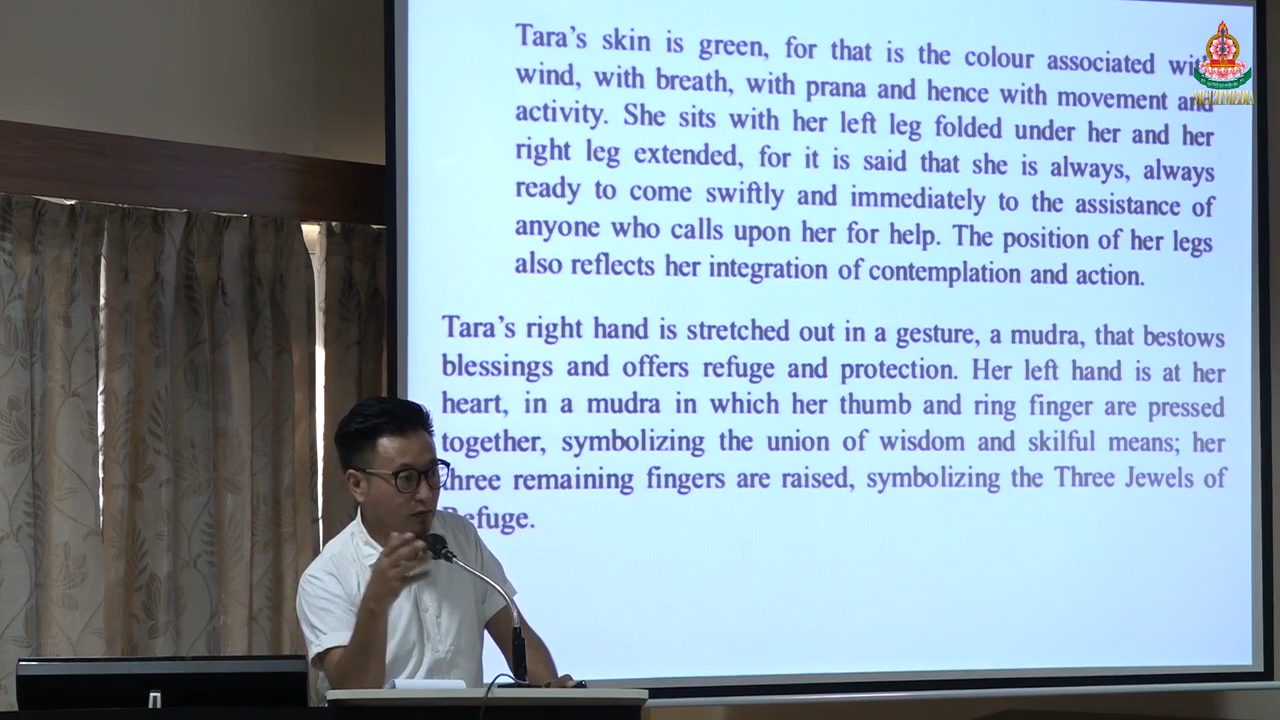 Tara's skin is green, for that is the colour associated with
wind, with breath, with prana and hence with movement and
activity. She sits with her left leg folded under her and her
right leg extended, for it is said that she is always, always
ready to come swiftly and immediately to the assistance of
anyone who calls upon her for help. The position of her legs
also reflects her integration of contemplation and action.
Tara's right hand is stretched out in a gesture, a mudra, that bestows
blessings and offers refuge and protection. Her left hand is at her
heart, in a mudra in which her thumb and ring finger are pressed
together, symbolizing the union of wisdom and skilful means; her
three remaining fingers are raised, symbolizing the Three Jewels of
Refuge.